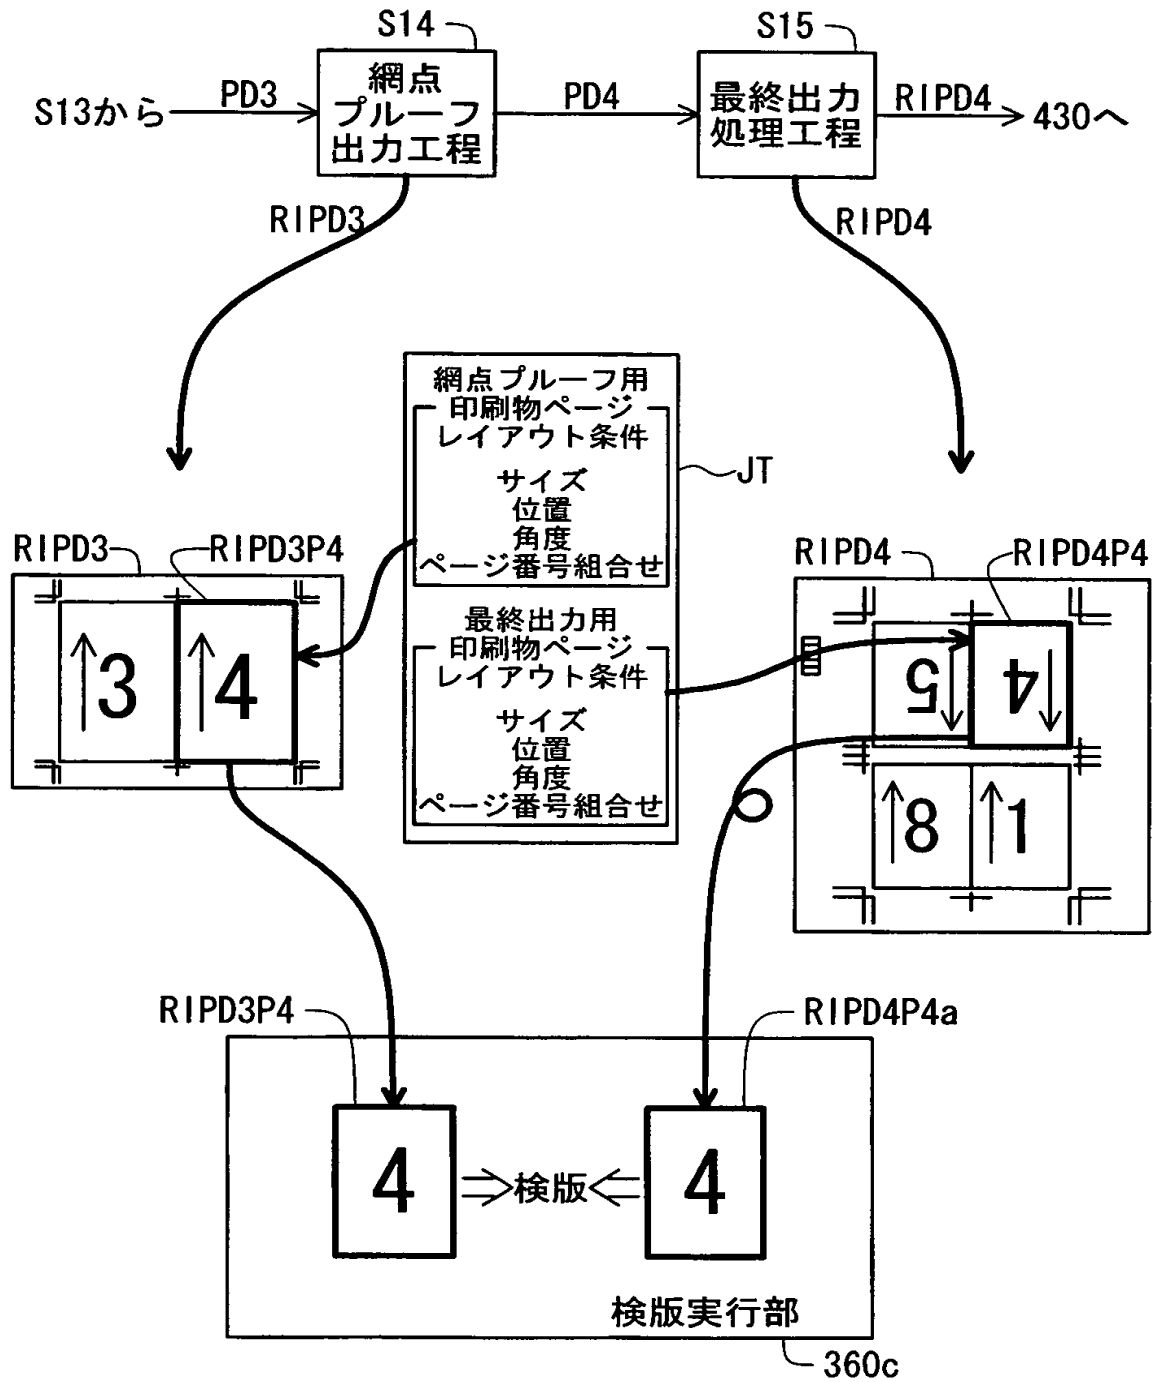 S14
S15
S13から
PD3
網点
プルーフ
出力工程
PD4
最終出力
処理工程
RIPD4
430へ
RIPD3
RIPD4
網点プルーフ用
印刷物ページ
レイアウト条件
サイズ
位置
角度
ページ番号組合せ
JT
RIPD3
RIPD3P4
RIPD4
RIPD4P4
3
4
最終出力用
印刷物ページ
レイアウト条件
サイズ
位置
角度
ページ番号組合せ
5
4
8
1
RIPD3P4
RIPD4P4a
4
検版
4
検版実行部
360c